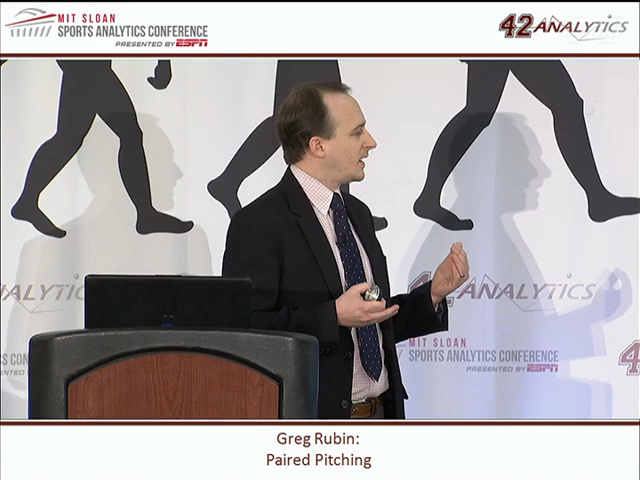 MIT SLOAN
SPORTS ANALYTICS CONFERENCE
PRESENTED BY ESPN
42 ANALYTICS
42 ANALYTICS
MIT SLOAN
SPORTS ANALYTICS CONFERENCE
PRESENTED BY ESPN
Greg Rubin:
Paired Pitching